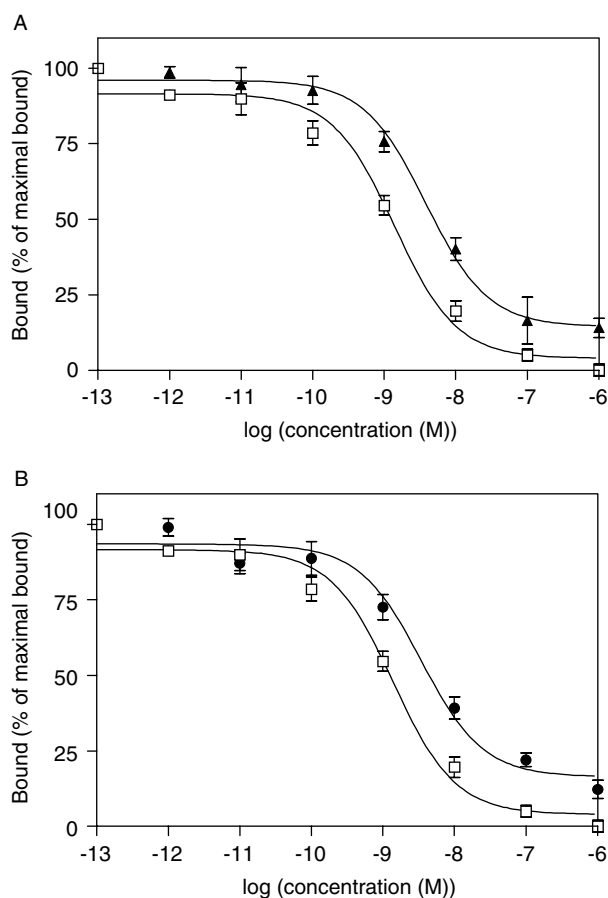 A
Bound (% of maximal bound)
100
75
50
25
0
-13 -12 -11 -10 -9 -8 -7 -6
log (concentration (M))
B
Bound (% of maximal bound)
100
75
50
25
0
-13 -12 -11 -10 -9 -8 -7 -6
log (concentration (M))